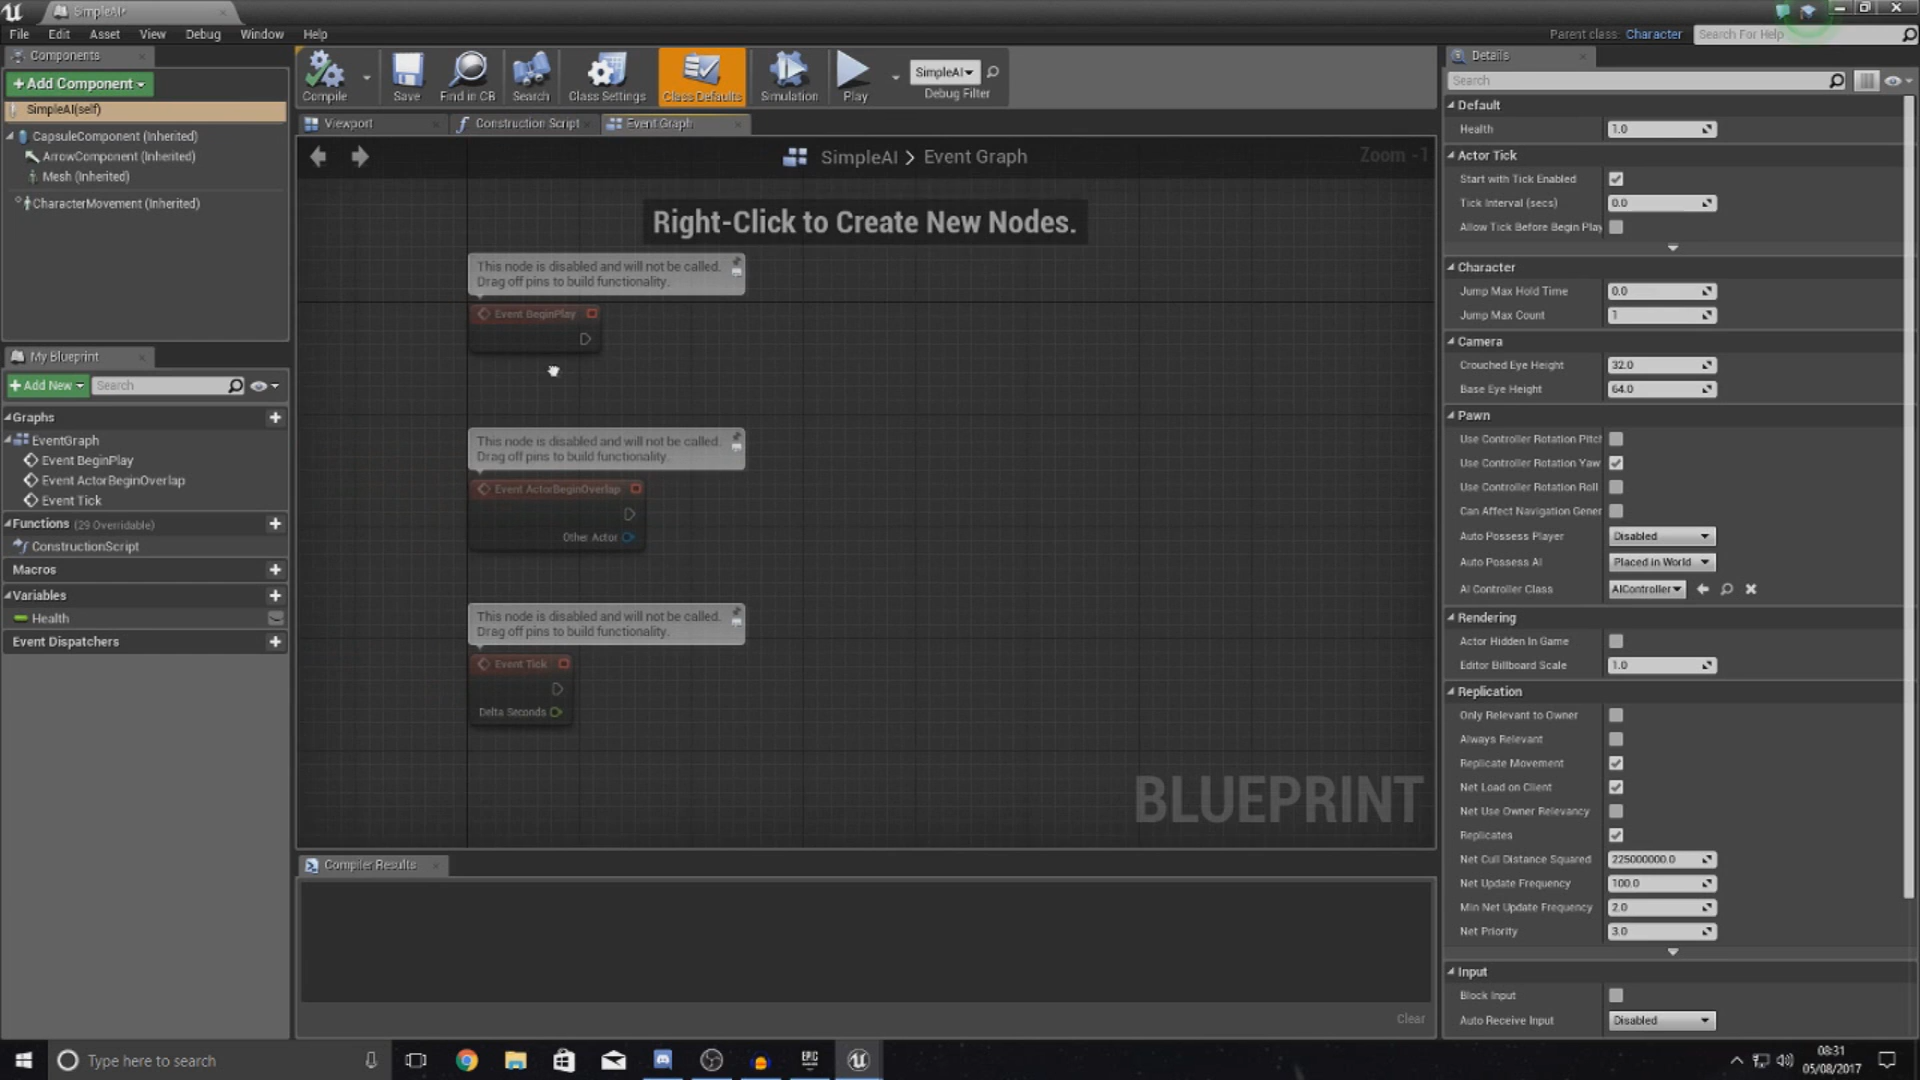 SimpleAI*
File Edit Asset View Debug Window Help
Parent class: Character
Search For Help
Components
+Add Component
SimpleAI(self)
CapsuleComponent (Inherited)
ArrowComponent (Inherited)
Mesh (Inherited)
CharacterMovement (Inherited)
Compile
Save
Find in CB
Search
Class Settings
Class Defaults
Simulation
Play
SimpleAI
Debug Filter
Viewport
Construction Script
Event Graph
SimpleAI > Event Graph
Zoom -1
Right-Click to Create New Nodes.
This node is disabled and will not be called.
Drag off pins to build functionality.
Event BeginPlay
This node is disabled and will not be called.
Drag off pins to build functionality.
Event ActorBeginOverlap
Other Actor
This node is disabled and will not be called.
Drag off pins to build functionality.
Event Tick
Delta Seconds
BLUEPRINT
My Blueprint
+Add New
Search
Graphs
EventGraph
Event BeginPlay
Event ActorBeginOverlap
Event Tick
Functions (29 Overridable)
ConstructionScript
Macros
Variables
Health
Event Dispatchers
Compiler Results
Clear
Details
Search
Default
Health 1.0
Actor Tick
Start with Tick Enabled
Tick Interval (secs) 0.0
Allow Tick Before Begin Play
Character
Jump Max Hold Time 0.0
Jump Max Count 1
Camera
Crouched Eye Height 32.0
Base Eye Height 64.0
Pawn
Use Controller Rotation Pitch
Use Controller Rotation Yaw
Use Controller Rotation Roll
Can Affect Navigation Gener
Auto Possess Player Disabled
Auto Possess AI Placed in World
AI Controller Class AIController
Rendering
Actor Hidden In Game
Editor Billboard Scale 1.0
Replication
Only Relevant to Owner
Always Relevant
Replicate Movement
Net Load on Client
Net Use Owner Relevancy
Replicates
Net Cull Distance Squared 225000000.0
Net Update Frequency 100.0
Min Net Update Frequency 2.0
Net Priority 3.0
Input
Block Input
Auto Receive Input Disabled
Type here to search
EPIC
08:31
05/08/2017